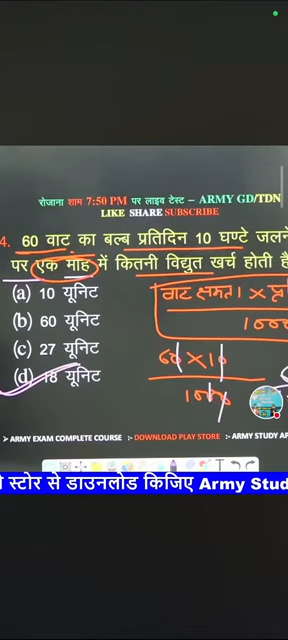 रोजाना शाम 7:50 PM पर लाइव टेस्ट – ARMY GD/TDN
LIKE SHARE SUBSCRIBE
4. 60 वाट का बल्ब प्रतिदिन 10 घण्टे जलने
पर एक माह में कितनी विद्युत खर्च होती है
(a) 10 यूनिट
(b) 60 यूनिट
(c) 27 यूनिट
(d) 18 यूनिट
वाट क्षमता ×
1000
60 × 10
1000
> ARMY EXAM COMPLETE COURSE - DOWNLOAD PLAY STORE - ARMY STUDY
स्टोर से डाउनलोड किजिए Army Stud